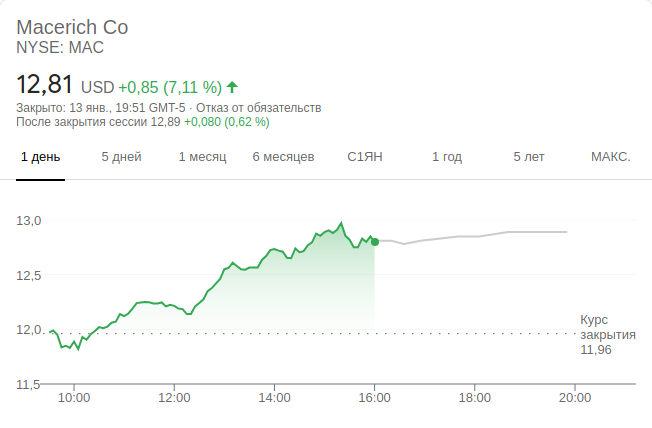 Macerich Co
NYSE: MAC
12,81 USD +0,85 (7,11 %)
Закрыто: 13 янв., 19:51 GMT-5 · Отказ от обязательств
После закрытия сессии 12,89 +0,080 (0,62 %)
1 день 5 дней 1 месяц 6 месяцев С1ЯН 1 год 5 лет МАКС.
13,0
12,5
12,0
11,5
Курс
закрытия
11,96
10:00 12:00 14:00 16:00 18:00 20:00